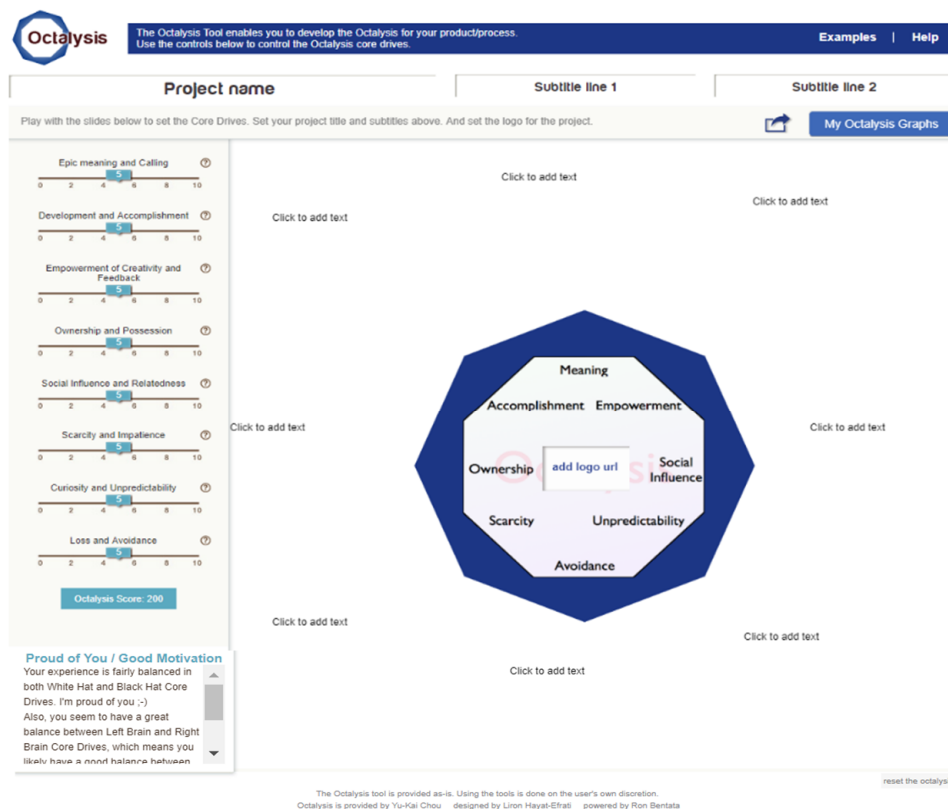 Octalysis
The Octalysis Tool enables you to develop the Octalysis for your product/process.
Use the controls below to control the Octalysis core drives.
Examples | Help
Project name
Subtitle line 1
Subtitle line 2
Play with the slides below to set the Core Drives. Set your project title and subtitles above. And set the logo for the project.
My Octalysis Graphs
Epic meaning and Calling ?
5
0 2 4 6 8 10
Development and Accomplishment ?
5
0 2 4 6 8 10
Empowerment of Creativity and
Feedback ?
5
0 2 4 6 8 10
Ownership and Possession ?
5
0 2 4 6 8 10
Social Influence and Relatedness ?
5
0 2 4 6 8 10
Scarcity and Impatience ?
5
0 2 4 6 8 10
Curiosity and Unpredictability ?
5
0 2 4 6 8 10
Loss and Avoidance ?
5
0 2 4 6 8 10
Octalysis Score: 200
Proud of You / Good Motivation
Your experience is fairly balanced in
both White Hat and Black Hat Core
Drives. I'm proud of you ;-)
Also, you seem to have a great
balance between Left Brain and Right
Brain Core Drives, which means you
likely have a good balance between
Click to add text
Click to add text
Click to add text
Click to add text
Click to add text
Click to add text
Click to add text
Click to add text
Meaning
Accomplishment Empowerment
Ownership
add logo url
Social
Influence
Scarcity
Unpredictability
Avoidance
reset the octalys
The Octalysis tool is provided as-is. Using the tools is done on the user's own discretion.
Octalysis is provided by Yu-Kai Chou designed by Liron Hayat-Efrati powered by Ron Bentata